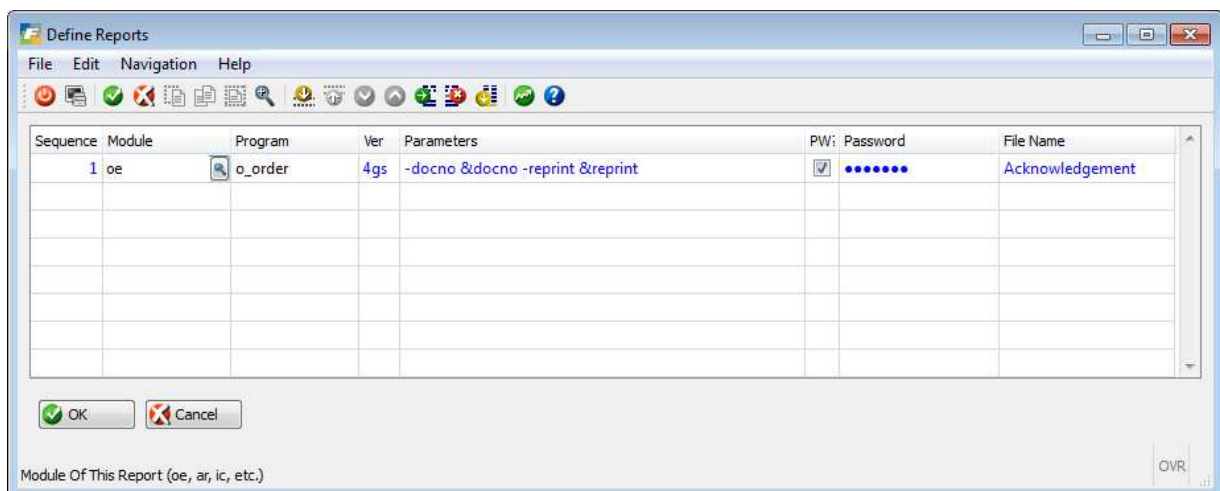 Define Reports
File Edit Navigation Help
Sequence Module Program Ver Parameters PW? Password File Name
1 oe o_order 4gs -docno &docno -reprint &reprint ●●●●●●● Acknowledgement
OK Cancel
Module Of This Report (oe, ar, ic, etc.)
OVR